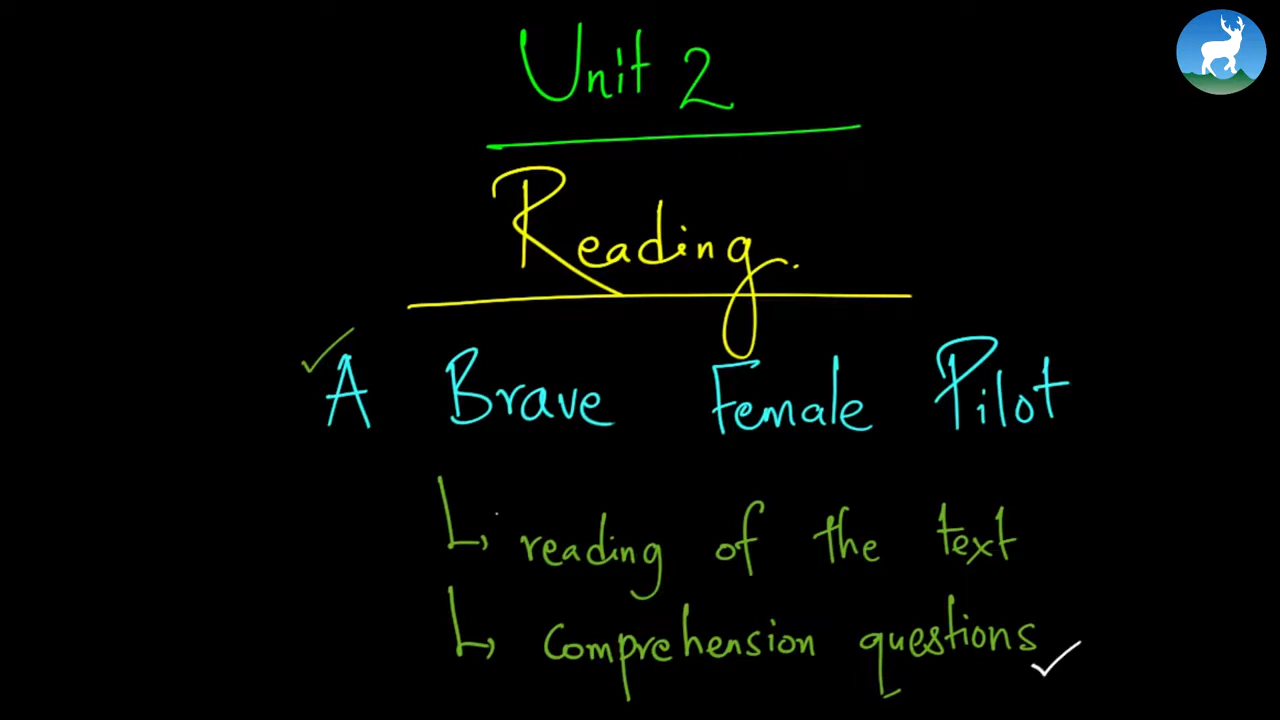 Unit 2
Reading.
A Brave Female Pilot
reading of the text
comprehension questions